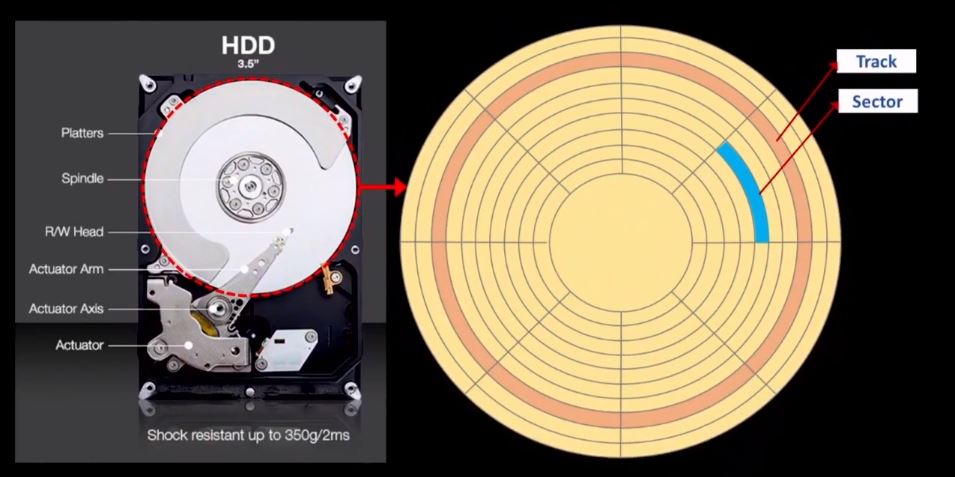 HDD
3.5"
Platters
Spindle
R/W Head
Actuator Arm
Actuator Axis
Actuator
Shock resistant up to 350g/2ms
Track
Sector